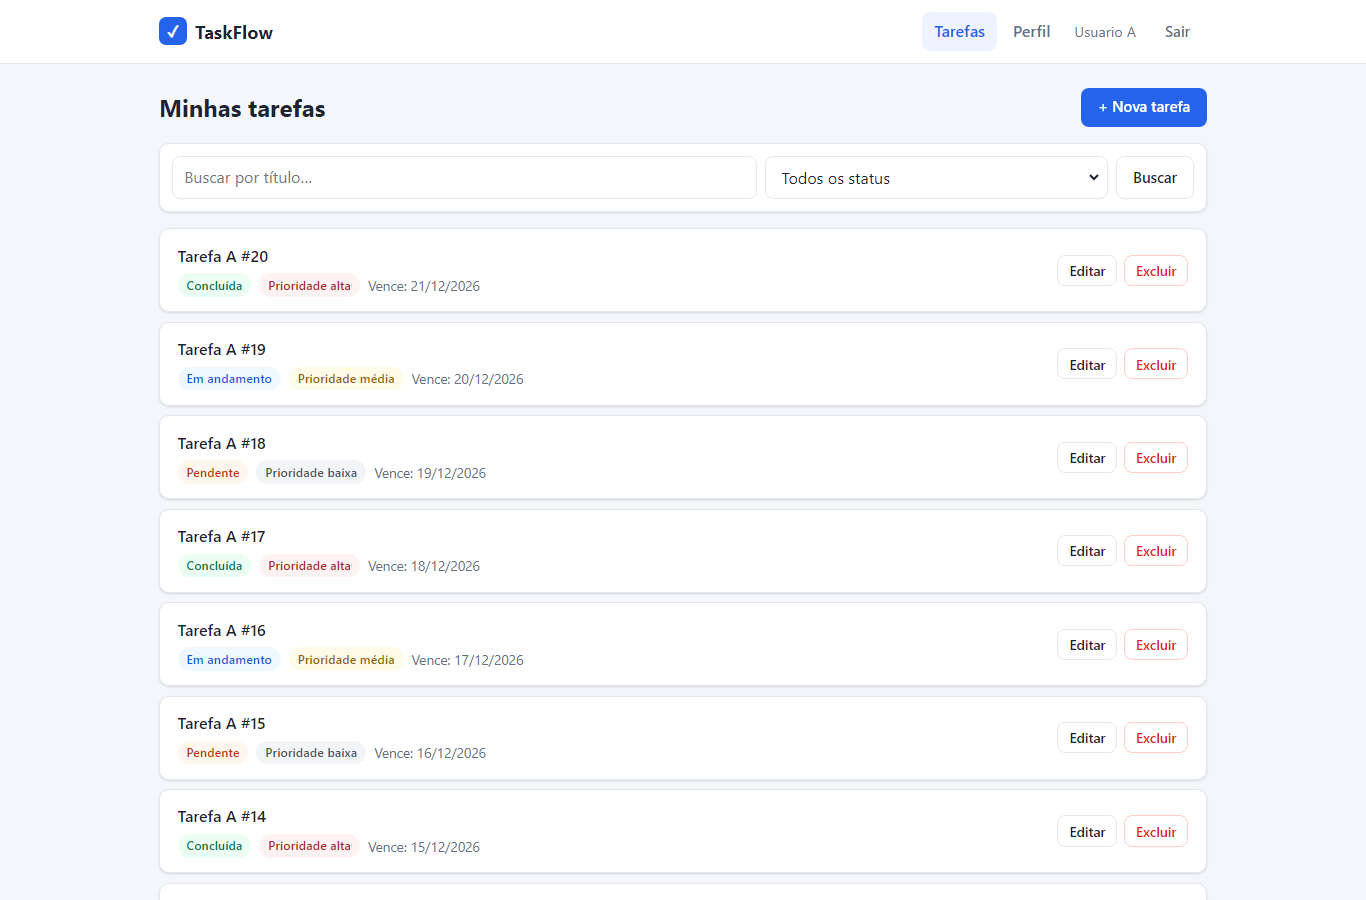 ✓ TaskFlow
Tarefas Perfil Usuario A Sair
Minhas tarefas
+ Nova tarefa
Buscar por título...
Todos os status
Buscar
Tarefa A #20
Concluída Prioridade alta Vence: 21/12/2026
Editar Excluir
Tarefa A #19
Em andamento Prioridade média Vence: 20/12/2026
Editar Excluir
Tarefa A #18
Pendente Prioridade baixa Vence: 19/12/2026
Editar Excluir
Tarefa A #17
Concluída Prioridade alta Vence: 18/12/2026
Editar Excluir
Tarefa A #16
Em andamento Prioridade média Vence: 17/12/2026
Editar Excluir
Tarefa A #15
Pendente Prioridade baixa Vence: 16/12/2026
Editar Excluir
Tarefa A #14
Concluída Prioridade alta Vence: 15/12/2026
Editar Excluir